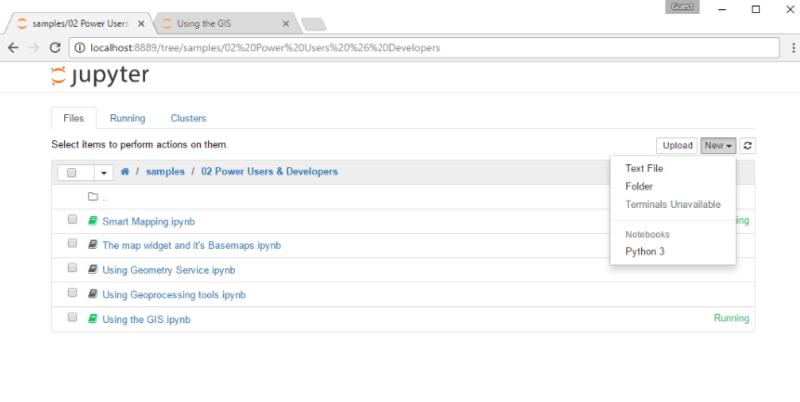 Guest
samples/02 Power Users
Using the GIS
localhost:8889/tree/samples/02%20Power%20Users%20%26%20Developers
jupyter
Files Running Clusters
Select items to perform actions on them.
Upload New
/ samples / 02 Power Users & Developers
Text File
Folder
Terminals Unavailable
Notebooks
Python 3
..
Smart Mapping.ipynb ing
The map widget and it's Basemaps.ipynb
Using Geometry Service.ipynb
Using Geoprocessing tools.ipynb
Using the GIS.ipynb Running